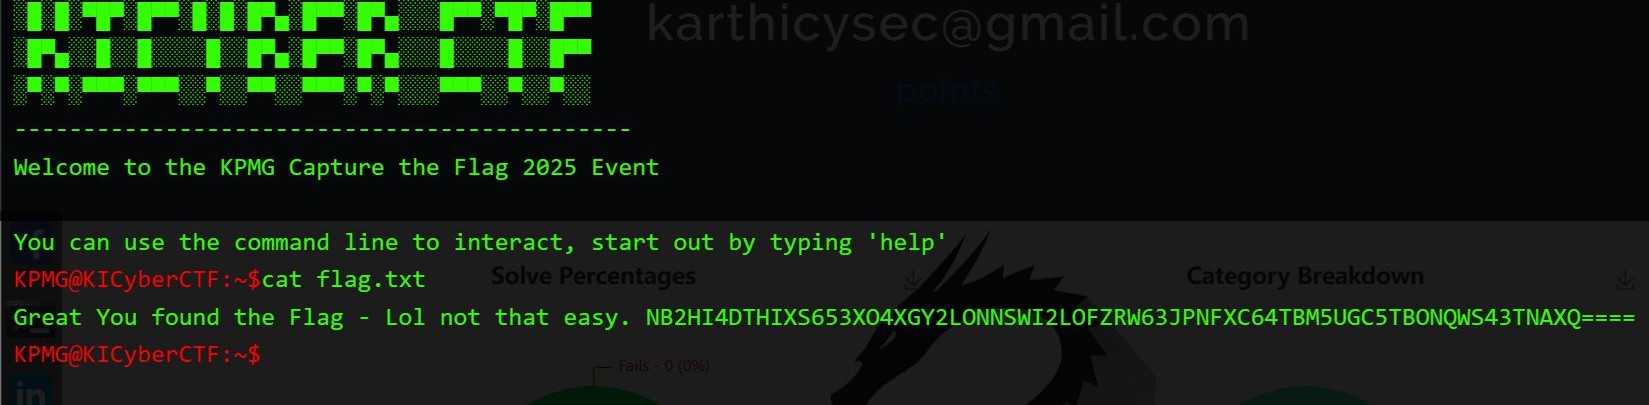 karthicysec@gmail.com
points
---------------------------------------------
Welcome to the KPMG Capture the Flag 2025 Event
You can use the command line to interact, start out by typing 'help'
KPMG@KICyberCTF:~$cat flag.txt
Solve Percentages
Category Breakdown
Great You found the Flag - Lol not that easy. NB2HI4DTHIXS653XO4XGY2LONNSWI2LOFZRW63JPNFXC64TBM5UGC5TBONQWS43TNAXQ====
KPMG@KICyberCTF:~$
Fails - 0 (0%)
in